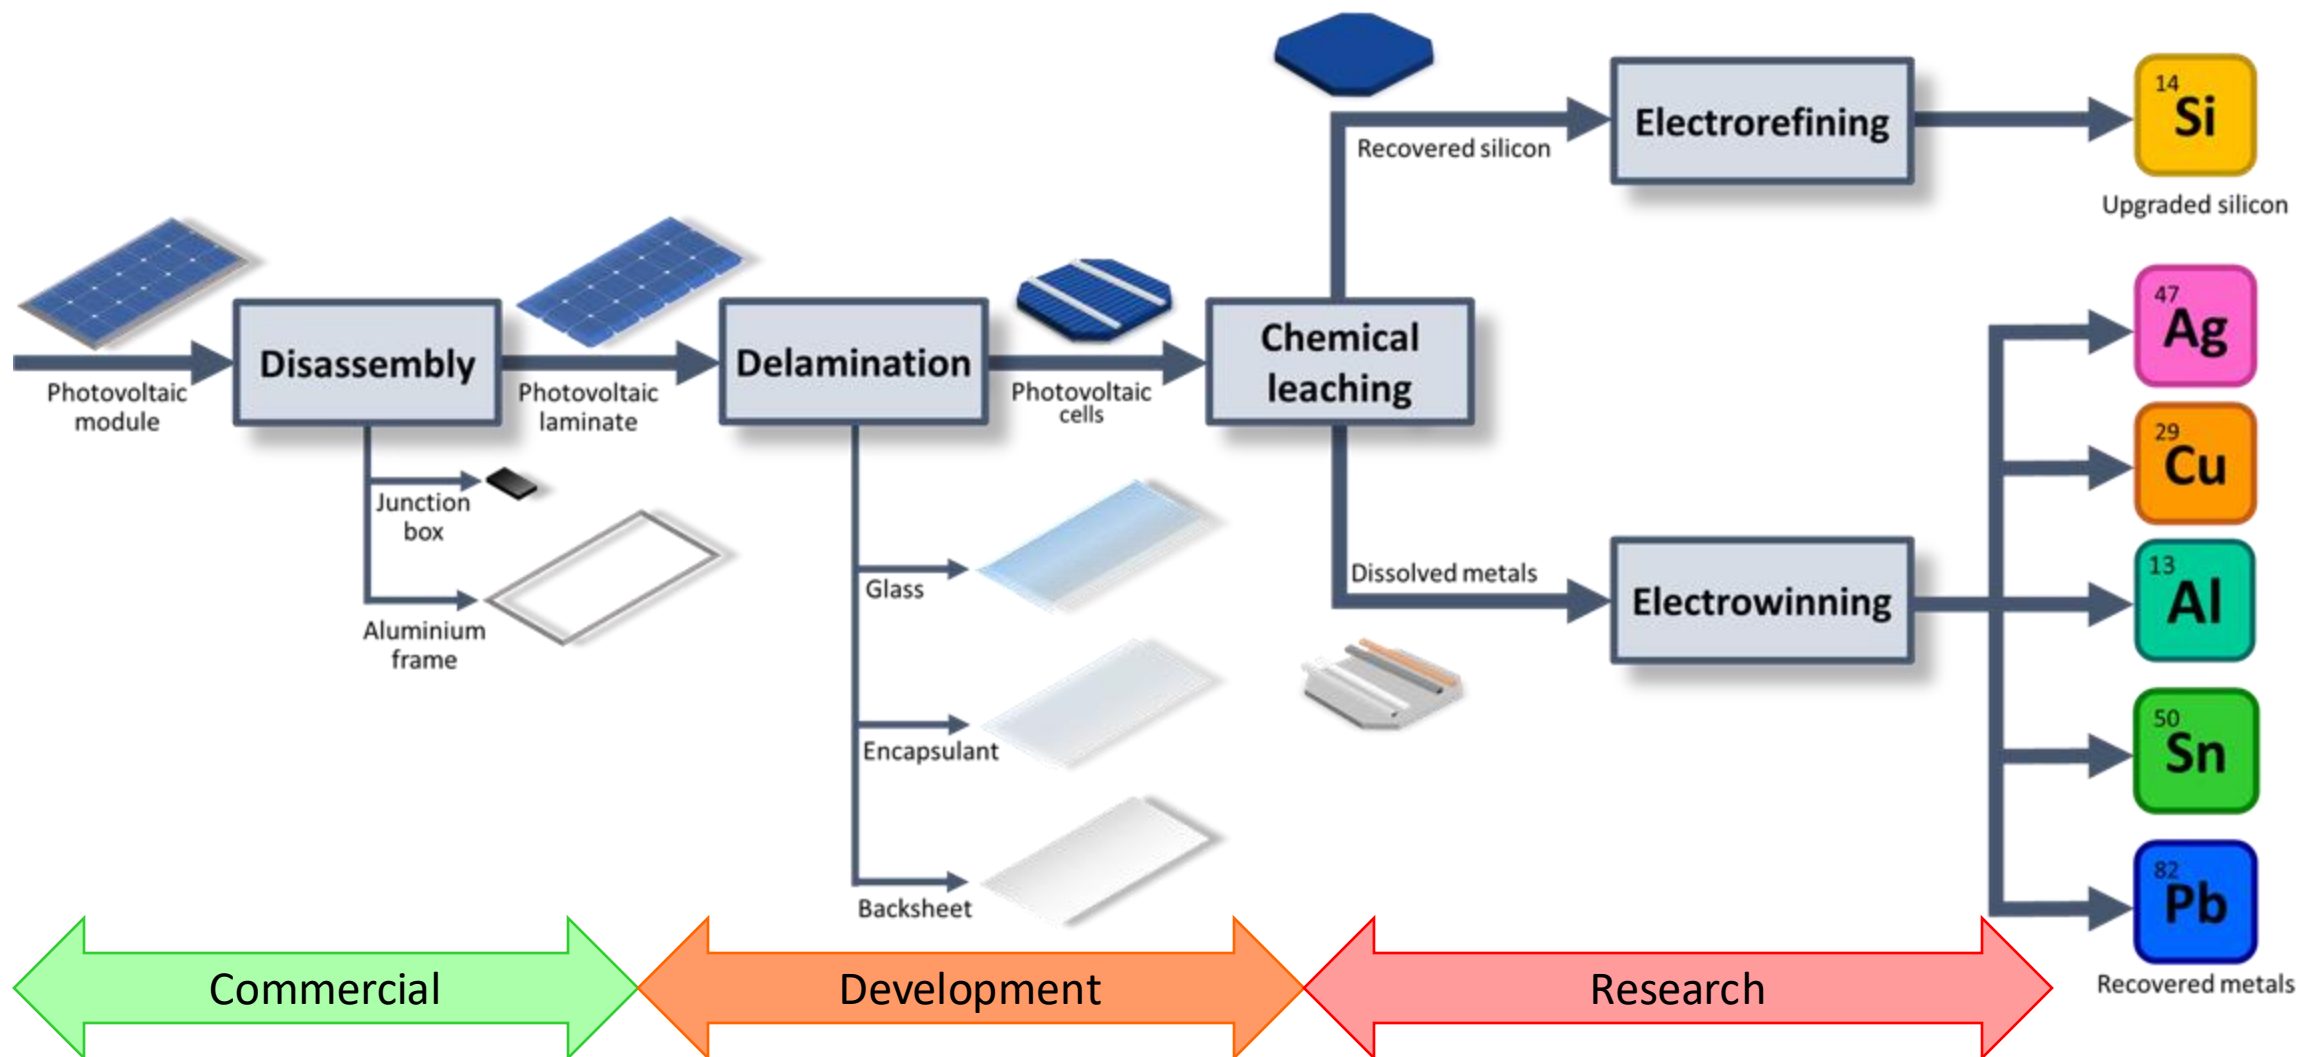 Photovoltaic
module
Disassembly
Junction
box
Aluminium
frame
Photovoltaic
laminate
Delamination
Glass
Encapsulant
Backsheet
Photovoltaic
cells
Chemical
leaching
Recovered silicon
Electrorefining
14
Si
Upgraded silicon
Dissolved metals
Electrowinning
47
Ag
29
Cu
13
Al
50
Sn
82
Pb
Recovered metals
Commercial
Development
Research